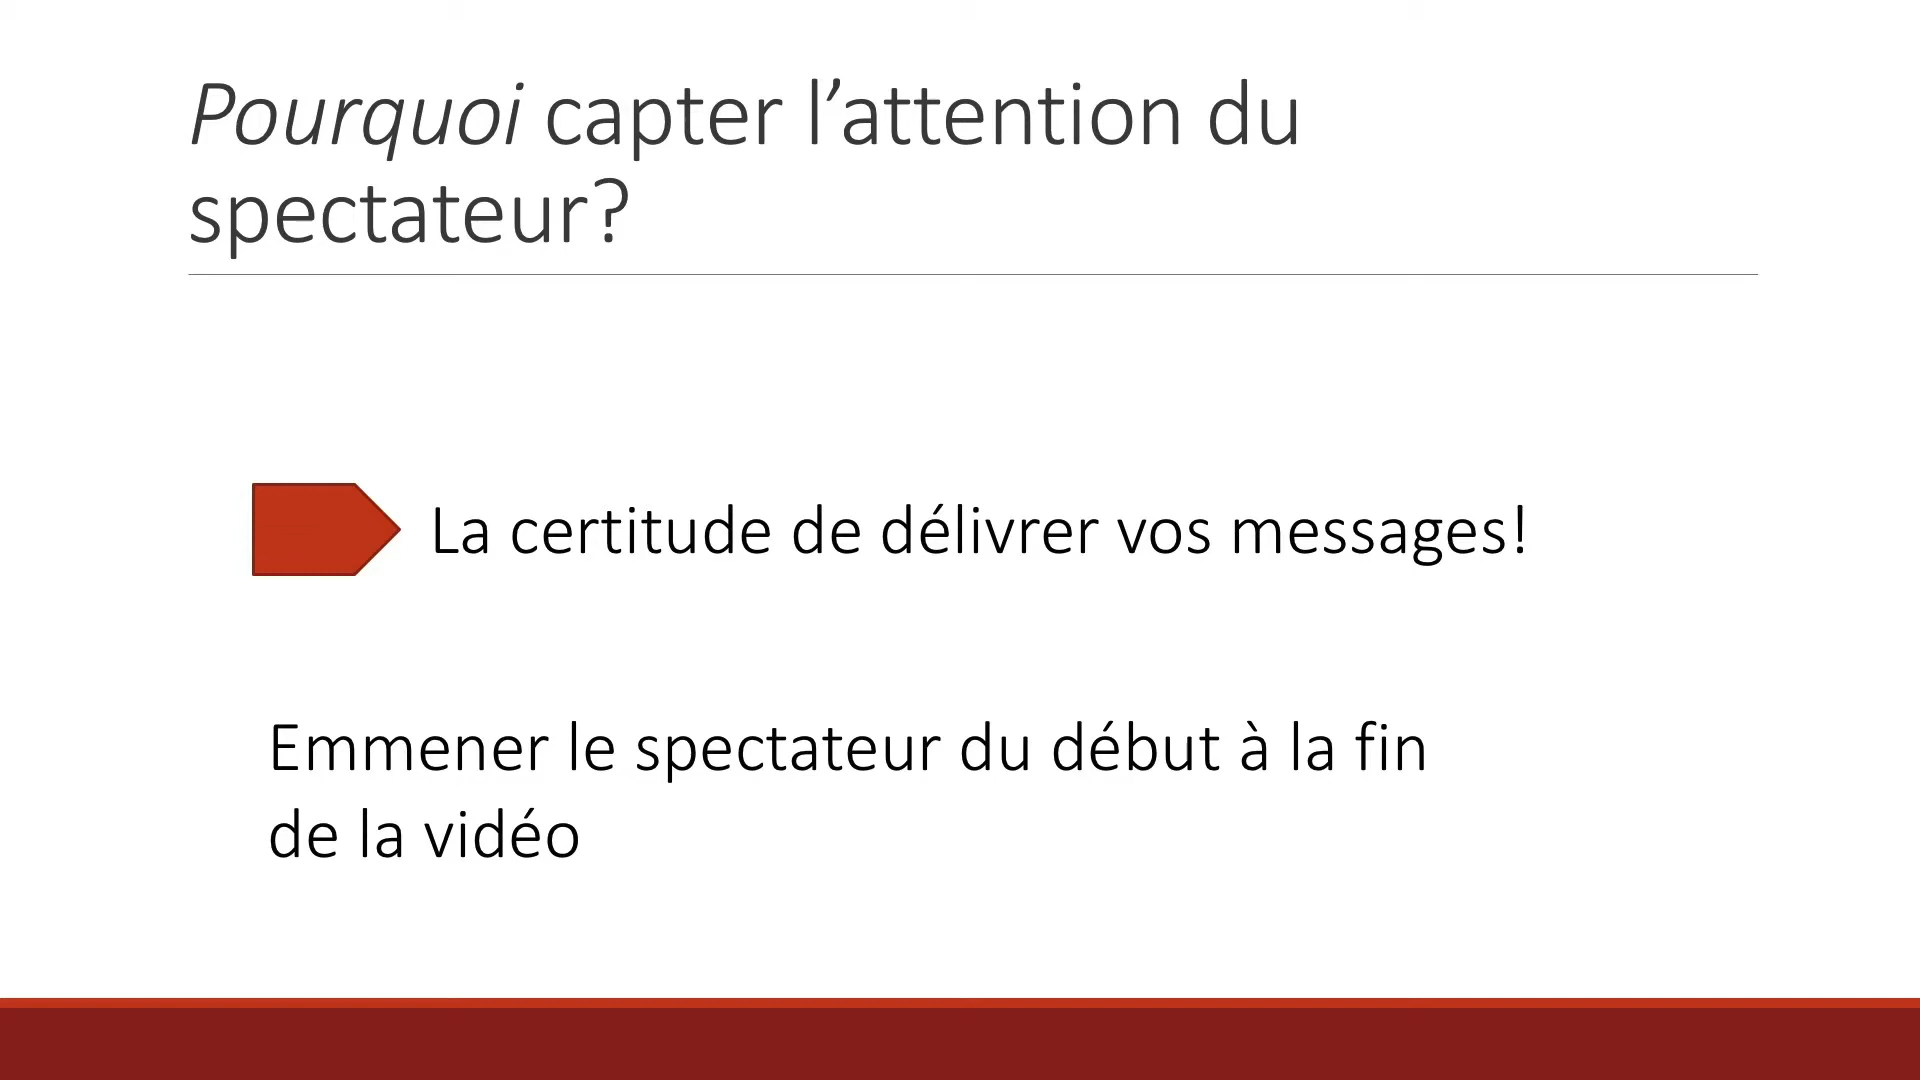 Pourquoi capter l’attention du
spectateur?
La certitude de délivrer vos messages!
Emmener le spectateur du début à la fin
de la vidéo